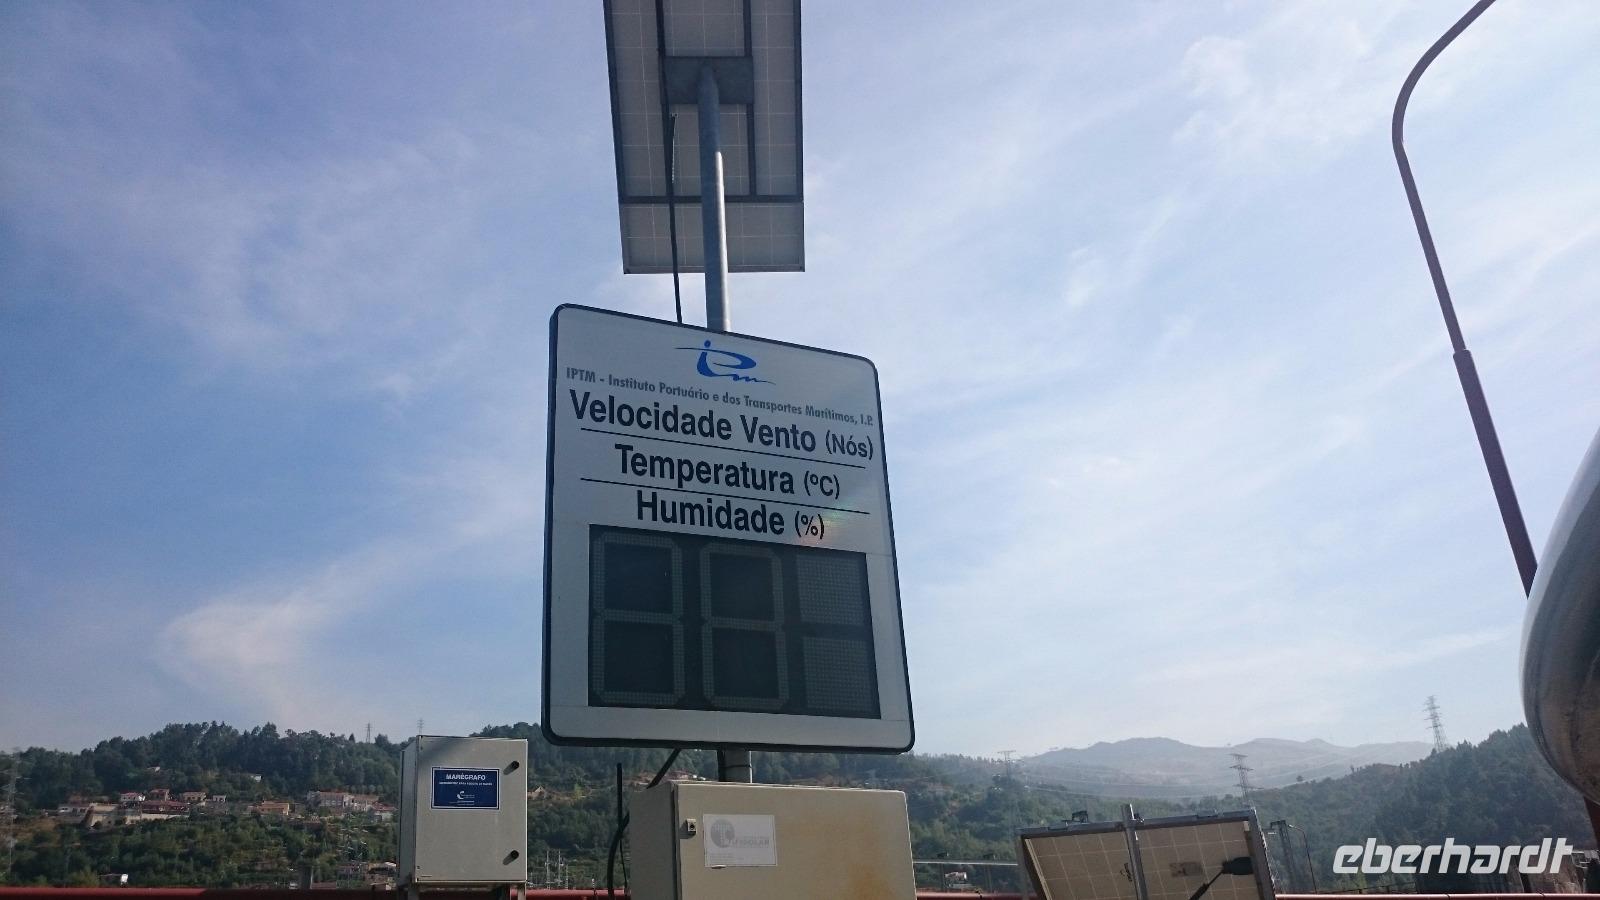 IPTM - Instituto Portuário e dos Transportes Marítimos, I.P.
Velocidade Vento (Nós)
Temperatura (ºC)
Humidade (%)
MARÉGRAFO
eberhardt